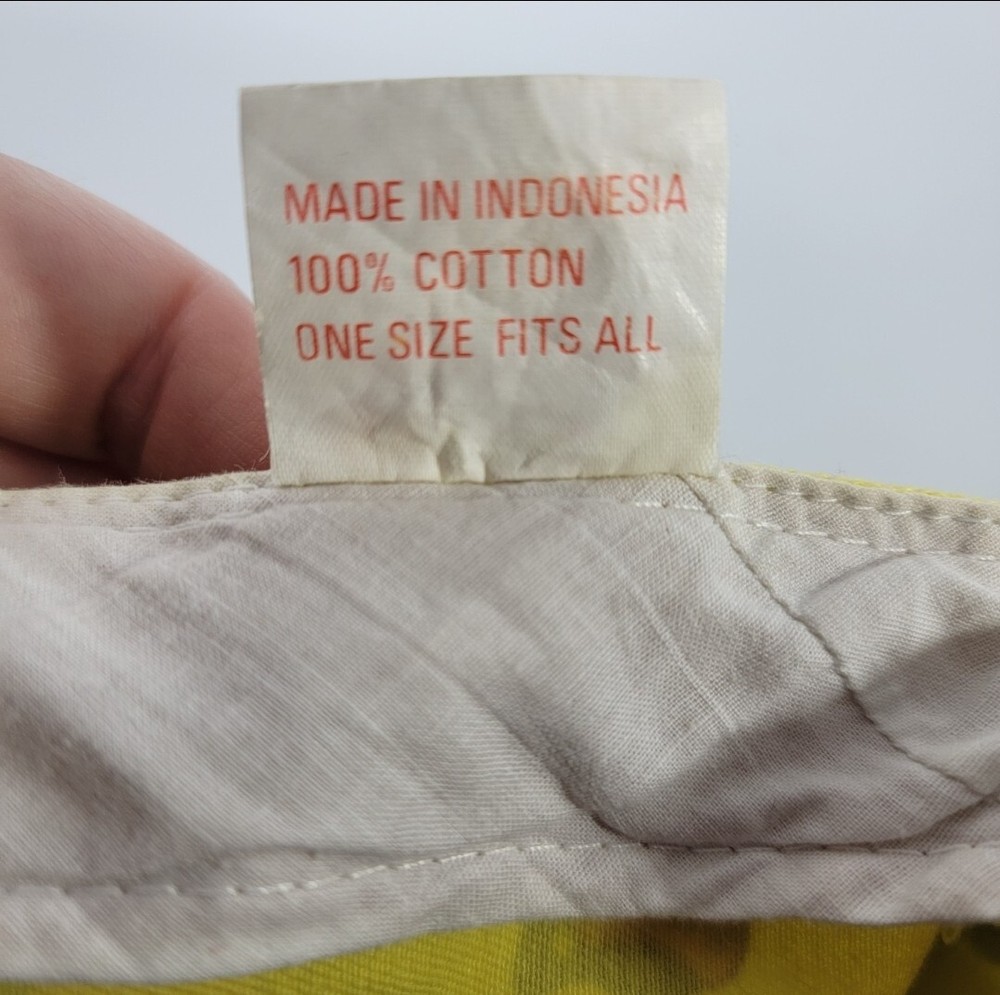 MADE IN INDONESIA
100% COTTON
ONE SIZE FITS ALL